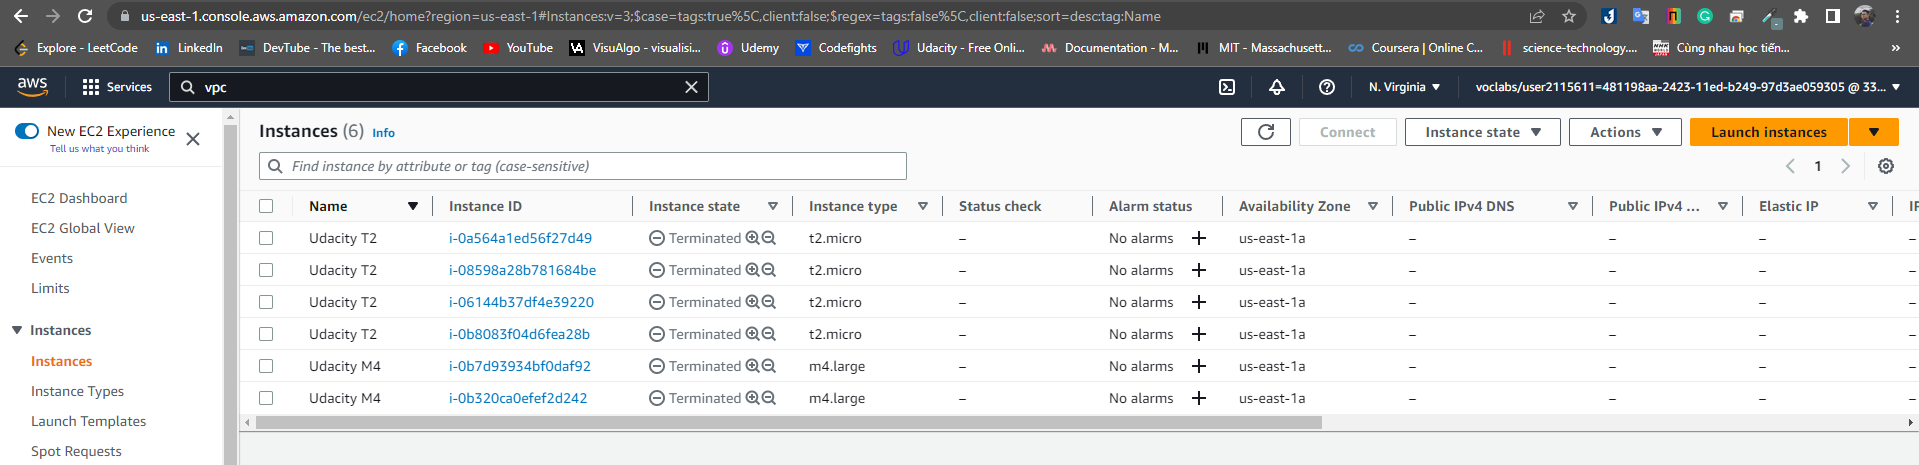 us-east-1.console.aws.amazon.com/ec2/home?region=us-east-1#Instances:v=3;$case=tags:true%5C,client:false;$regex=tags:false%5C,client:false;sort=desc:tag:Name
Explore - LeetCode LinkedIn DevTube - The best... Facebook YouTube VisuAlgo - visualisi... Udemy Codefights Udacity - Free Onli... Documentation - M... MIT - Massachusett... Coursera | Online C... science-technology.... Cùng nhau học tiến... »
aws Services vpc N. Virginia voclabs/user2115611=481198aa-2423-11ed-b249-97d3ae059305 @ 33...
New EC2 Experience
Tell us what you think
EC2 Dashboard
EC2 Global View
Events
Limits
Instances
Instances
Instance Types
Launch Templates
Spot Requests
Instances (6) Info Connect Instance state Actions Launch instances
Find instance by attribute or tag (case-sensitive) 1
Name Instance ID Instance state Instance type Status check Alarm status Availability Zone Public IPv4 DNS Public IPv4 ... Elastic IP IP
Udacity T2 i-0a564a1ed56f27d49 Terminated t2.micro – No alarms + us-east-1a – – – –
Udacity T2 i-08598a28b781684be Terminated t2.micro – No alarms + us-east-1a – – – –
Udacity T2 i-06144b37df4e39220 Terminated t2.micro – No alarms + us-east-1a – – – –
Udacity T2 i-0b8083f04d6fea28b Terminated t2.micro – No alarms + us-east-1a – – – –
Udacity M4 i-0b7d93934bf0daf92 Terminated m4.large – No alarms + us-east-1a – – – –
Udacity M4 i-0b320ca0efef2d242 Terminated m4.large – No alarms + us-east-1a – – – –